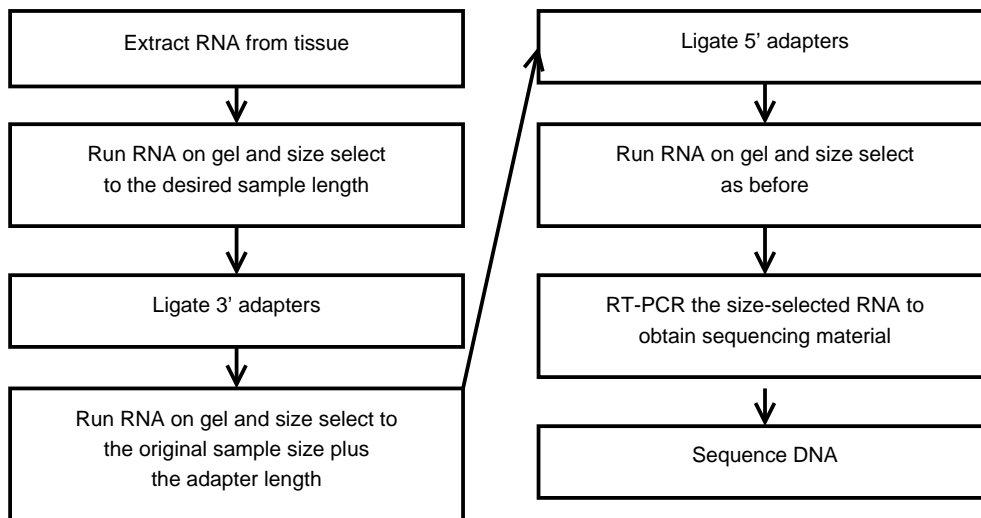 Extract RNA from tissue
Run RNA on gel and size select
to the desired sample length
Ligate 3’ adapters
Run RNA on gel and size select to
the original sample size plus
the adapter length
Ligate 5’ adapters
Run RNA on gel and size select
as before
RT-PCR the size-selected RNA to
obtain sequencing material
Sequence DNA